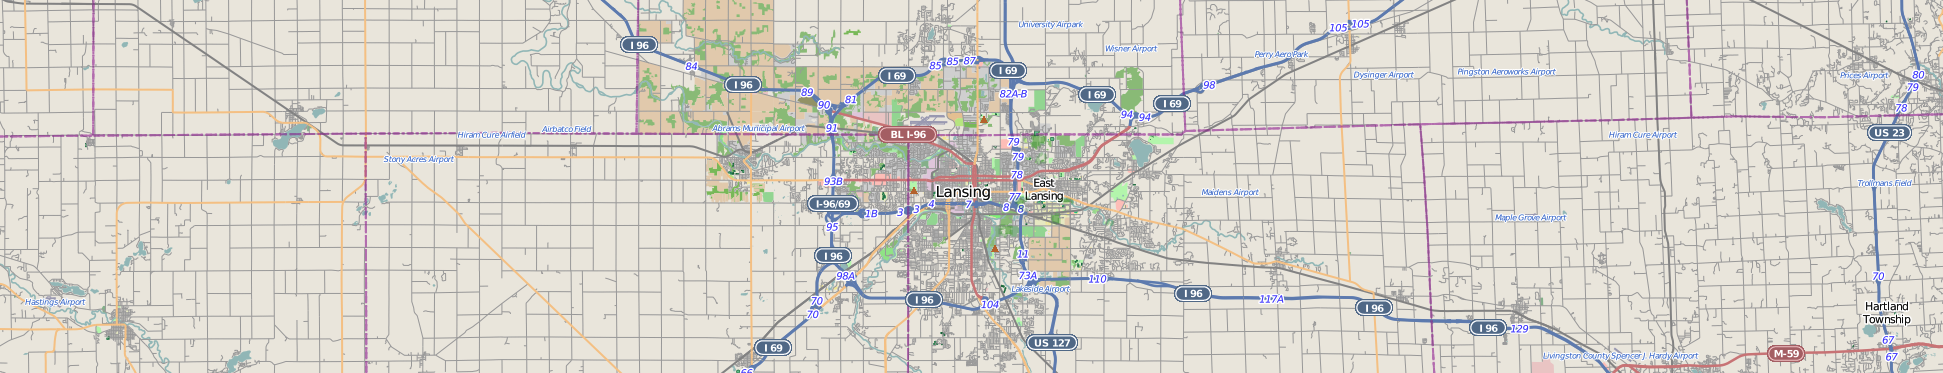 105
105
University Airpark
I 96
Wisner Airport
Perry AeroPark
84
85
87
I 69
I 69
I 96
Dysinger Airport
Pingston Aeroworks Airport
Prices Airport
80
89
81
82A-B
I 69
98
79
90
I 69
78
94
94
91
Abrams Municipal Airport
Airbatco Field
Hiram Cure Airfield
BL I-96
Hiram Cure Airport
US 23
79
79
Stony Acres Airport
78
93B
East
Lansing
Lansing
Trollmans Field
Maidens Airport
77
I-96/69
1B
3
3
4
7
8
8
Maple Grove Airport
95
I 96
11
98A
73A
110
70
Lakeside Airport
I 96
117A
Hastings Airport
70
I 96
104
I 96
Hartland
Township
70
I 96
129
67
US 127
I 69
Livingston County Spencer J. Hardy Airport
M-59
67
66